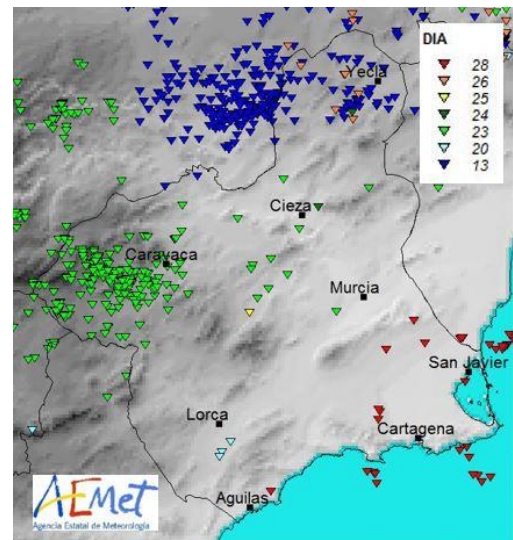 DIA
28
26
25
24
23
20
13
Yecla
Cieza
Caravaca
Murcia
San Javier
Lorca
Cartagena
Aguilas
AEMet
Agencia Estatal de Meteorología